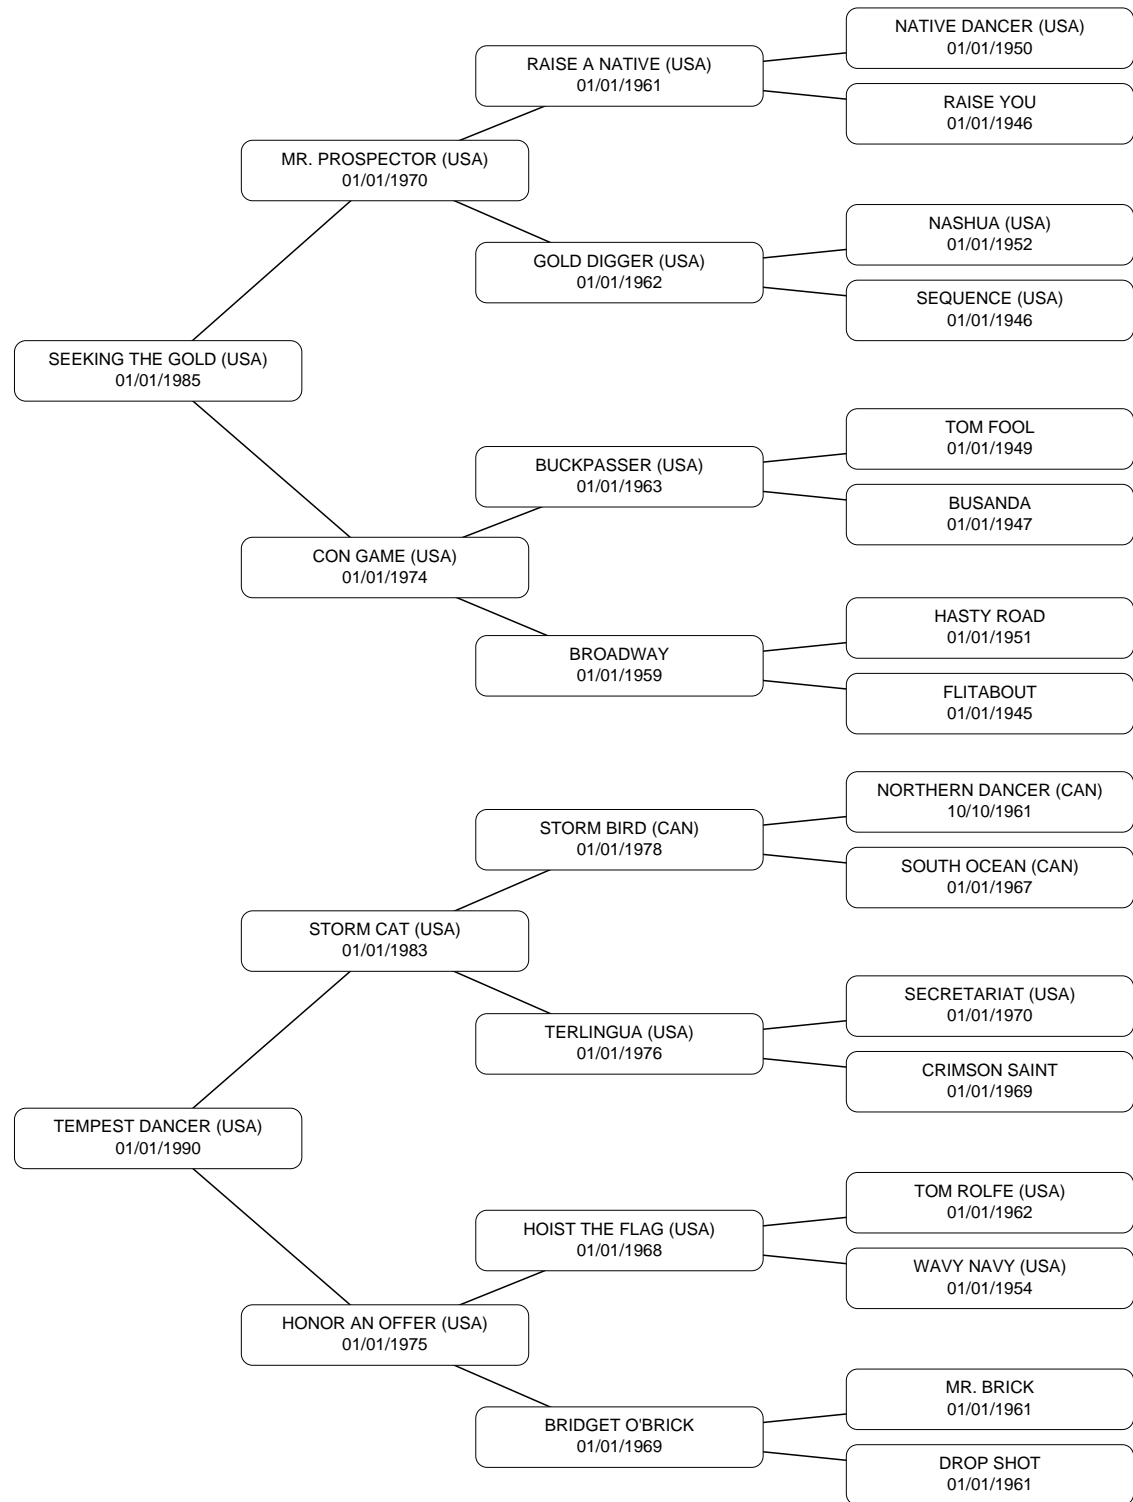 NATIVE DANCER (USA)
01/01/1950
RAISE A NATIVE (USA)
01/01/1961
RAISE YOU
01/01/1946
MR. PROSPECTOR (USA)
01/01/1970
NASHUA (USA)
01/01/1952
GOLD DIGGER (USA)
01/01/1962
SEQUENCE (USA)
01/01/1946
SEEKING THE GOLD (USA)
01/01/1985
TOM FOOL
01/01/1949
BUCKPASSER (USA)
01/01/1963
BUSANDA
01/01/1947
CON GAME (USA)
01/01/1974
HASTY ROAD
01/01/1951
BROADWAY
01/01/1959
FLITABOUT
01/01/1945
NORTHERN DANCER (CAN)
10/10/1961
STORM BIRD (CAN)
01/01/1978
SOUTH OCEAN (CAN)
01/01/1967
STORM CAT (USA)
01/01/1983
SECRETARIAT (USA)
01/01/1970
TERLINGUA (USA)
01/01/1976
CRIMSON SAINT
01/01/1969
TEMPEST DANCER (USA)
01/01/1990
TOM ROLFE (USA)
01/01/1962
HOIST THE FLAG (USA)
01/01/1968
WAVY NAVY (USA)
01/01/1954
HONOR AN OFFER (USA)
01/01/1975
MR. BRICK
01/01/1961
BRIDGET O'BRICK
01/01/1969
DROP SHOT
01/01/1961